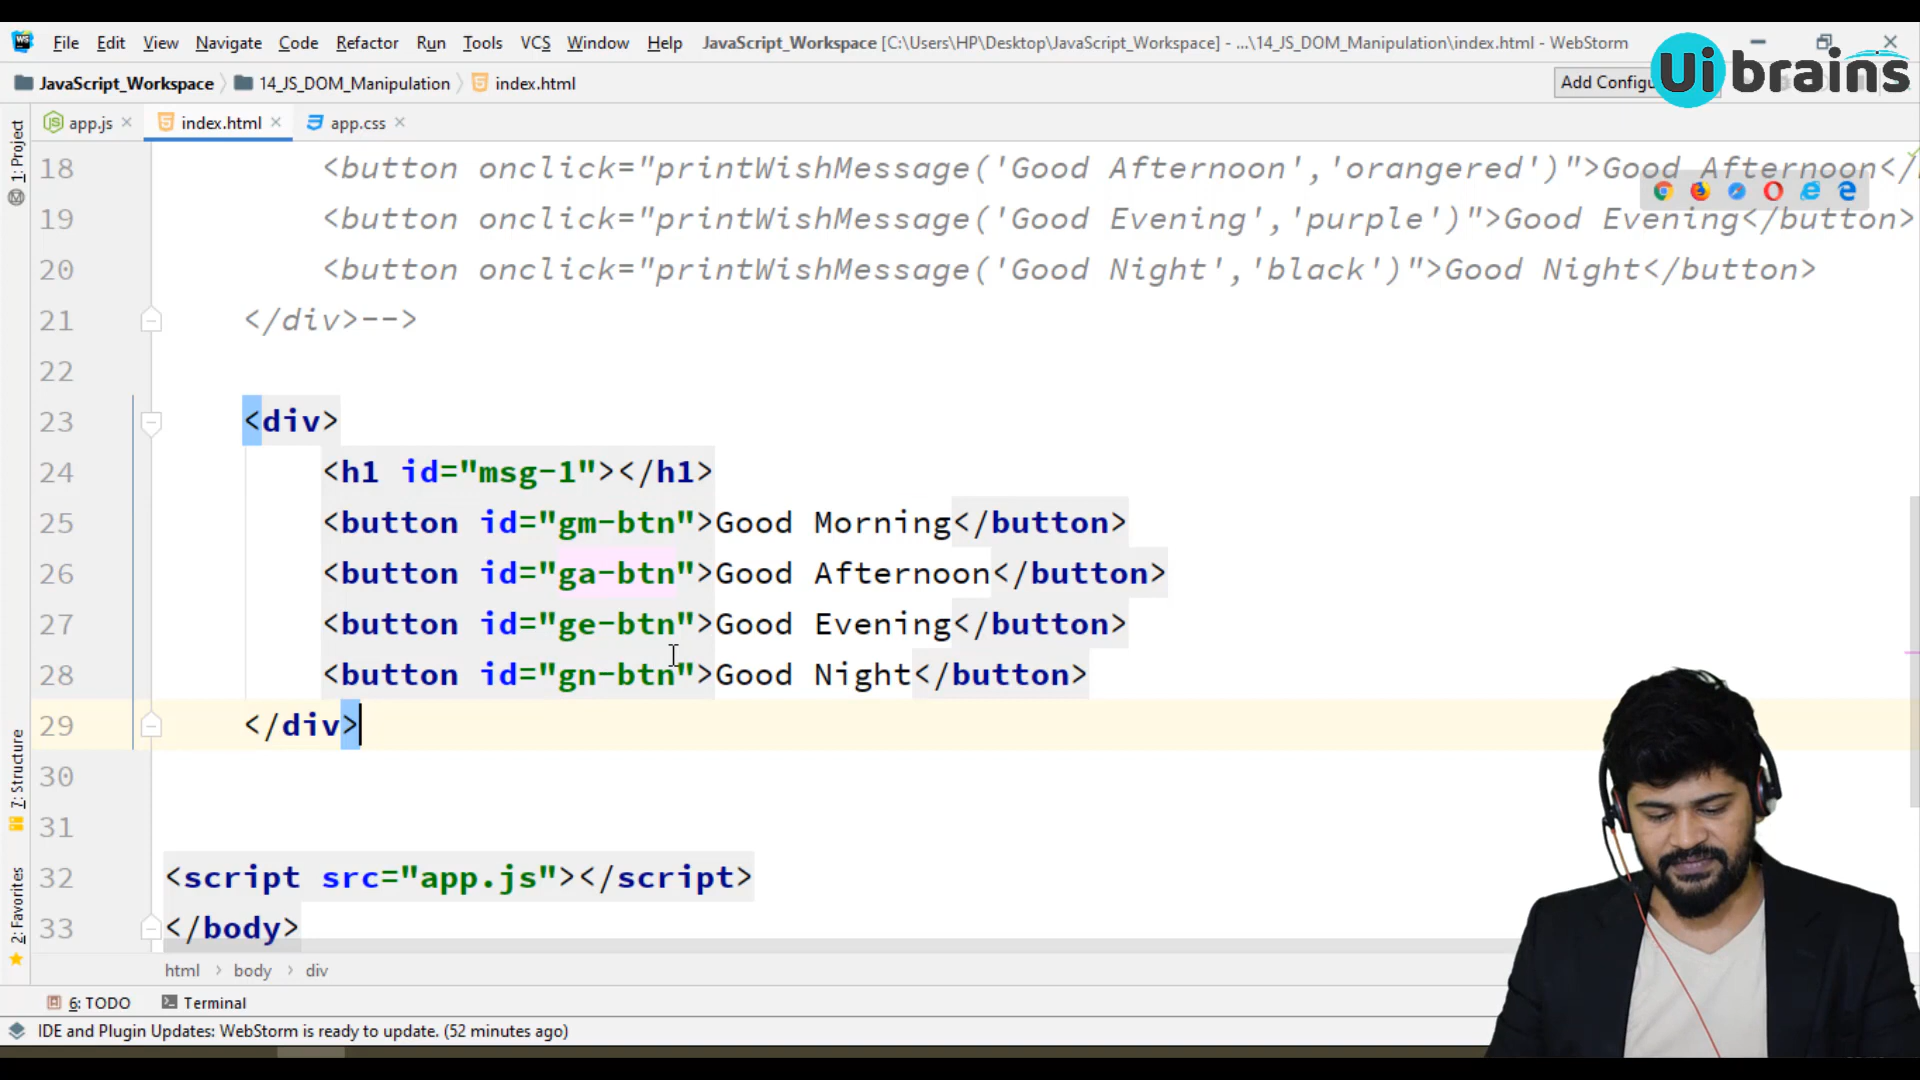 WS File Edit View Navigate Code Refactor Run Tools VCS Window Help JavaScript_Workspace [C:\Users\HP\Desktop\JavaScript_Workspace] - ...\14_JS_DOM_Manipulation\index.html - WebStorm
Ui brains
JavaScript_Workspace 14_JS_DOM_Manipulation index.html Add Configu
app.js index.html app.css
1: Project
18 <button onclick="printWishMessage('Good Afternoon','orangered')">Good Afternoon</
19 <button onclick="printWishMessage('Good Evening','purple')">Good Evening</button>
20 <button onclick="printWishMessage('Good Night','black')">Good Night</button>
21 </div>-->
22
23 <div>
24 <h1 id="msg-1"></h1>
25 <button id="gm-btn">Good Morning</button>
26 <button id="ga-btn">Good Afternoon</button>
27 <button id="ge-btn">Good Evening</button>
28 <button id="gn-btn">Good Night</button>
29 </div>
30
31
32 <script src="app.js"></script>
33 </body>
7: Structure
2: Favorites
html body div
6: TODO Terminal
IDE and Plugin Updates: WebStorm is ready to update. (52 minutes ago)